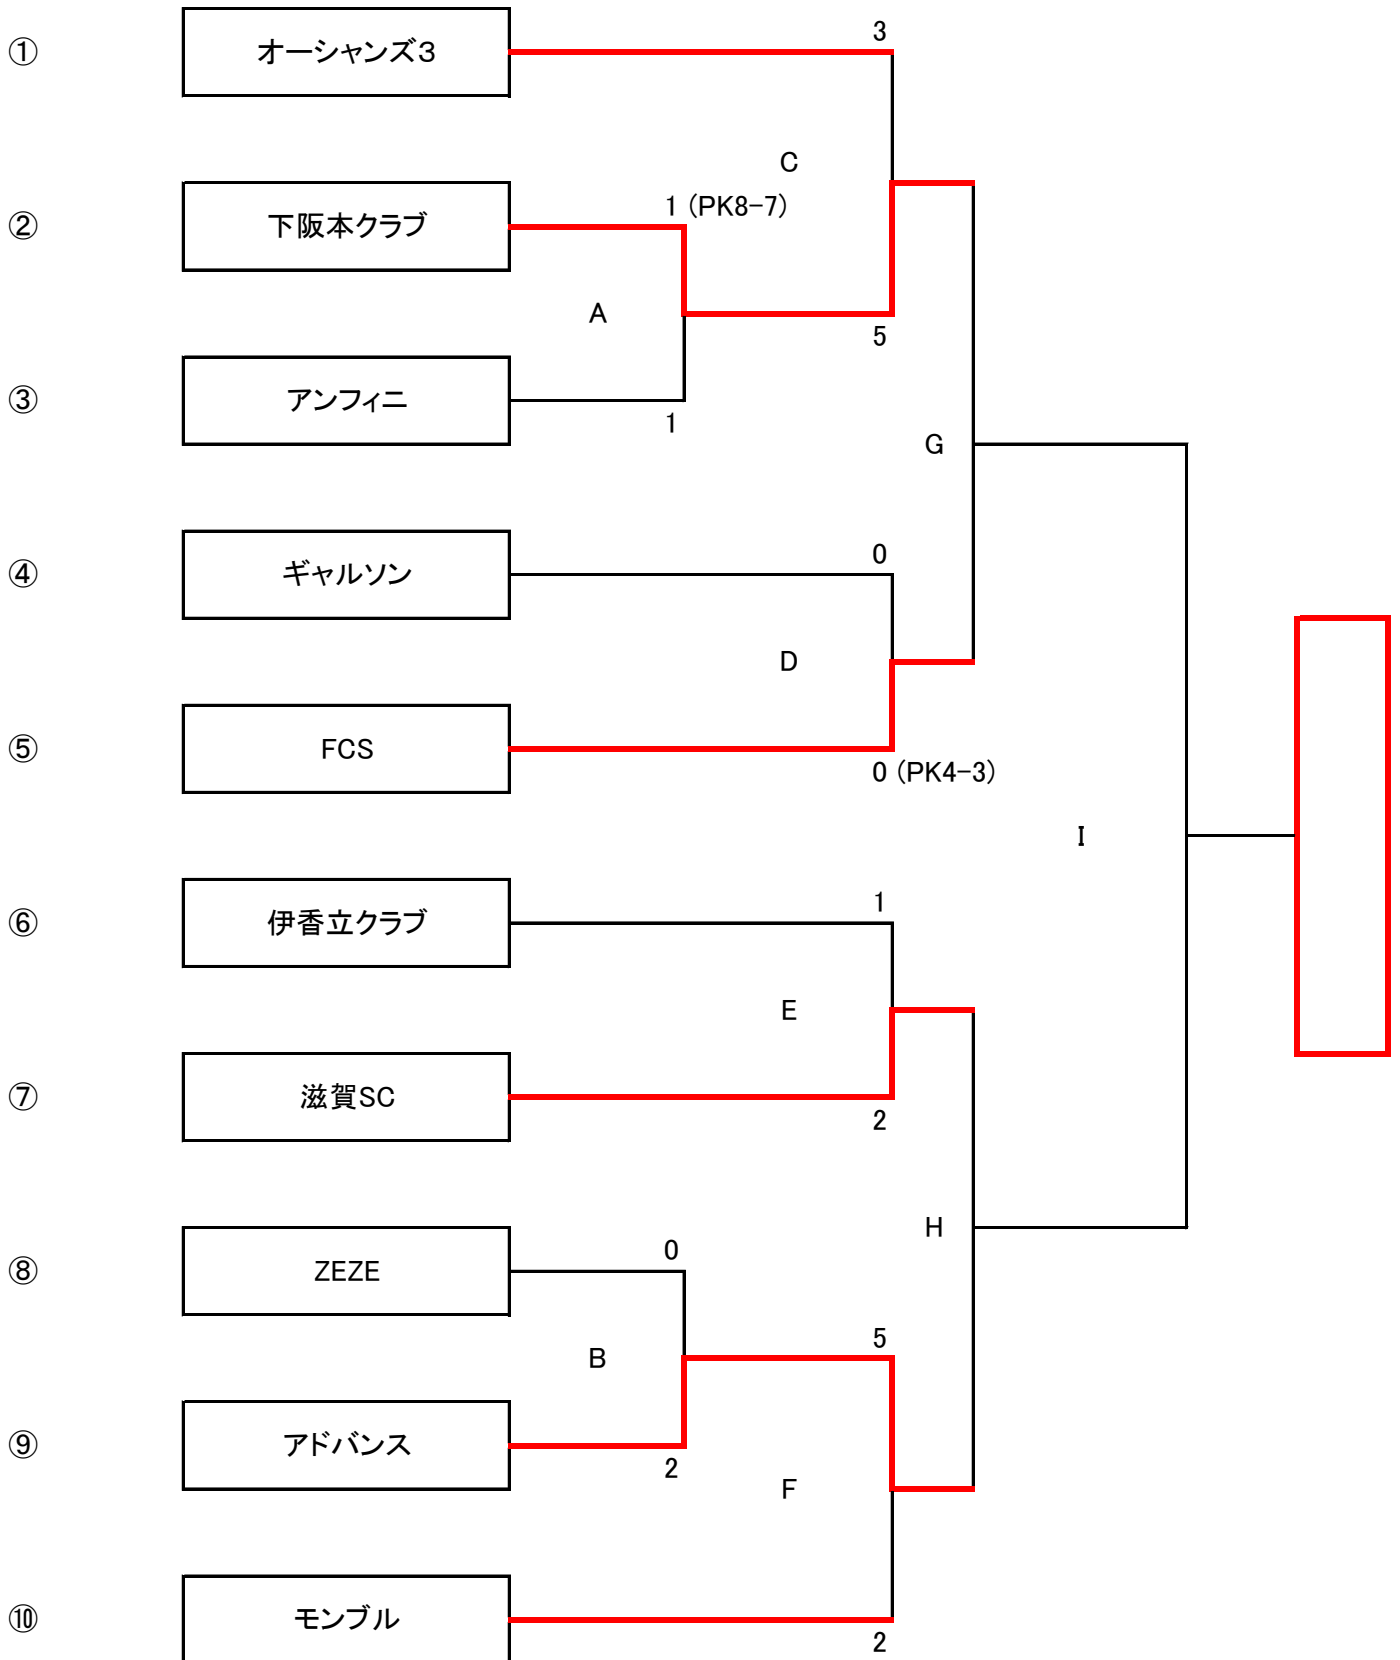 ① オーシャンズ3 3
C
② 下阪本クラブ 1 (PK8-7)
A
5
③ アンフィニ
1
G
④ ギャルソン 0
D
⑤ FCS
0 (PK4-3)
I
⑥ 伊香立クラブ 1
E
⑦ 滋賀SC
2
H
⑧ ZEZE 0
5
B
⑨ アドバンス
2
F
⑩ モンブル
2